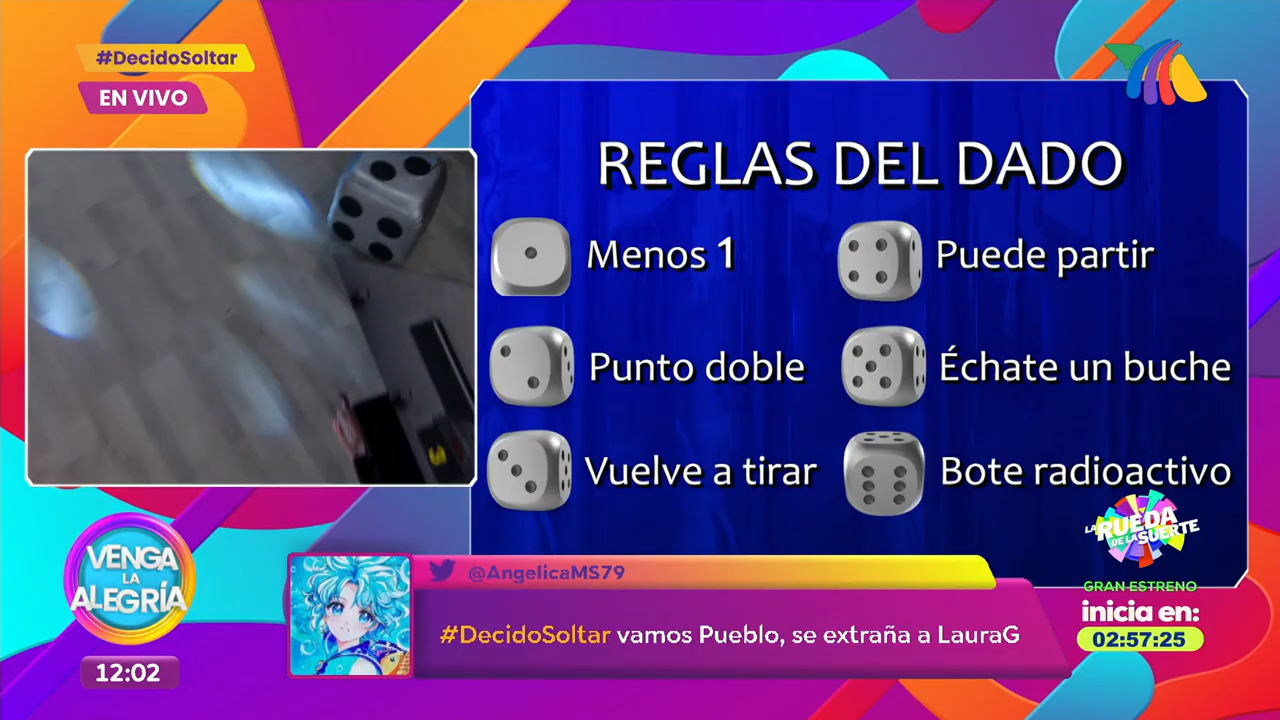 #DecidoSoltar
EN VIVO
REGLAS DEL DADO
Menos 1
Puede partir
Punto doble
Échate un buche
Vuelve a tirar
Bote radioactivo
LA RUEDA
DE LA SUERTE
GRAN ESTRENO
inicia en:
02:57:25
VENGA
LA
ALEGRÍA
12:02
@AngelicaMS79
#DecidoSoltar vamos Pueblo, se extraña a LauraG